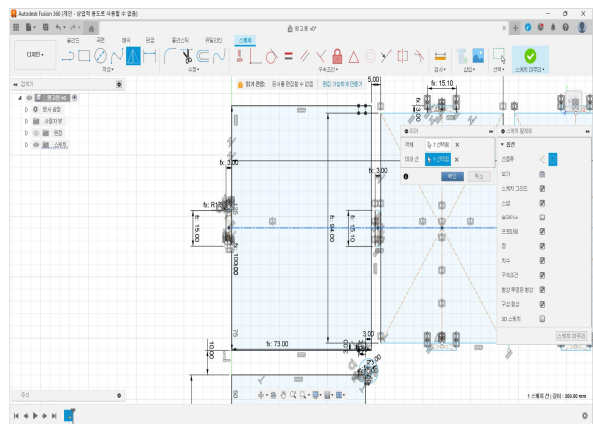 Autodesk Fusion 360 (개인 - 상업적 용도로 사용할 수 없음)
문고용 v0*
솔리드 곡면 메쉬 판금 플라스틱 유틸리티 스케치
디자인
작성 수정 구속조건 검사 삽입 선택 스케치 마무리
검색기
읽기 전용: 문서를 편집할 수 없음 편집 가능하게 만들기
문서 설정
원점
스케치
5.00
fx: 15.10
fx: 3.00
fx: 15.00
fx: 100.00
fx: 94.00
fx: 15.10
fx: 3.00
3.00
fx: 73.00
10.00
75
50
객체 1 선택됨
미러 선 1 선택됨
확인 취소
스케치 팔레트
옵션
선종류
보기
스케치 그리드
스냅
슬라이스
프로파일
점
치수
구속조건
형상 투영된 형상
구성 형상
3D 스케치
스케치 마무리
주석
1 스케치 선 | 길이 : 300.00 mm